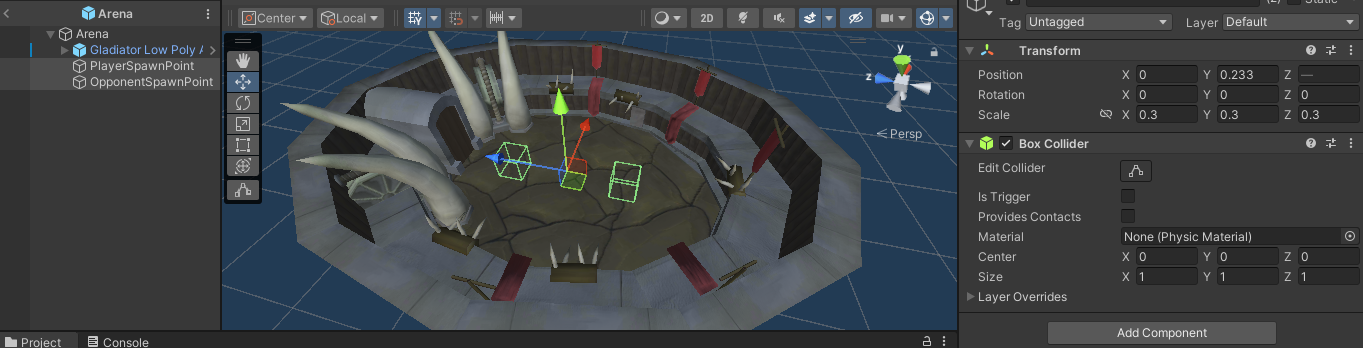 Arena
Arena
Gladiator Low Poly A
PlayerSpawnPoint
OpponentSpawnPoint
Center
Local
2D
y
z
Persp
Static
Tag Untagged Layer Default
Transform
Position X 0 Y 0.233 Z —
Rotation X 0 Y 0 Z 0
Scale X 0.3 Y 0.3 Z 0.3
Box Collider
Edit Collider
Is Trigger
Provides Contacts
Material None (Physic Material)
Center X 0 Y 0 Z 0
Size X 1 Y 1 Z 1
Layer Overrides
Add Component
Project Console